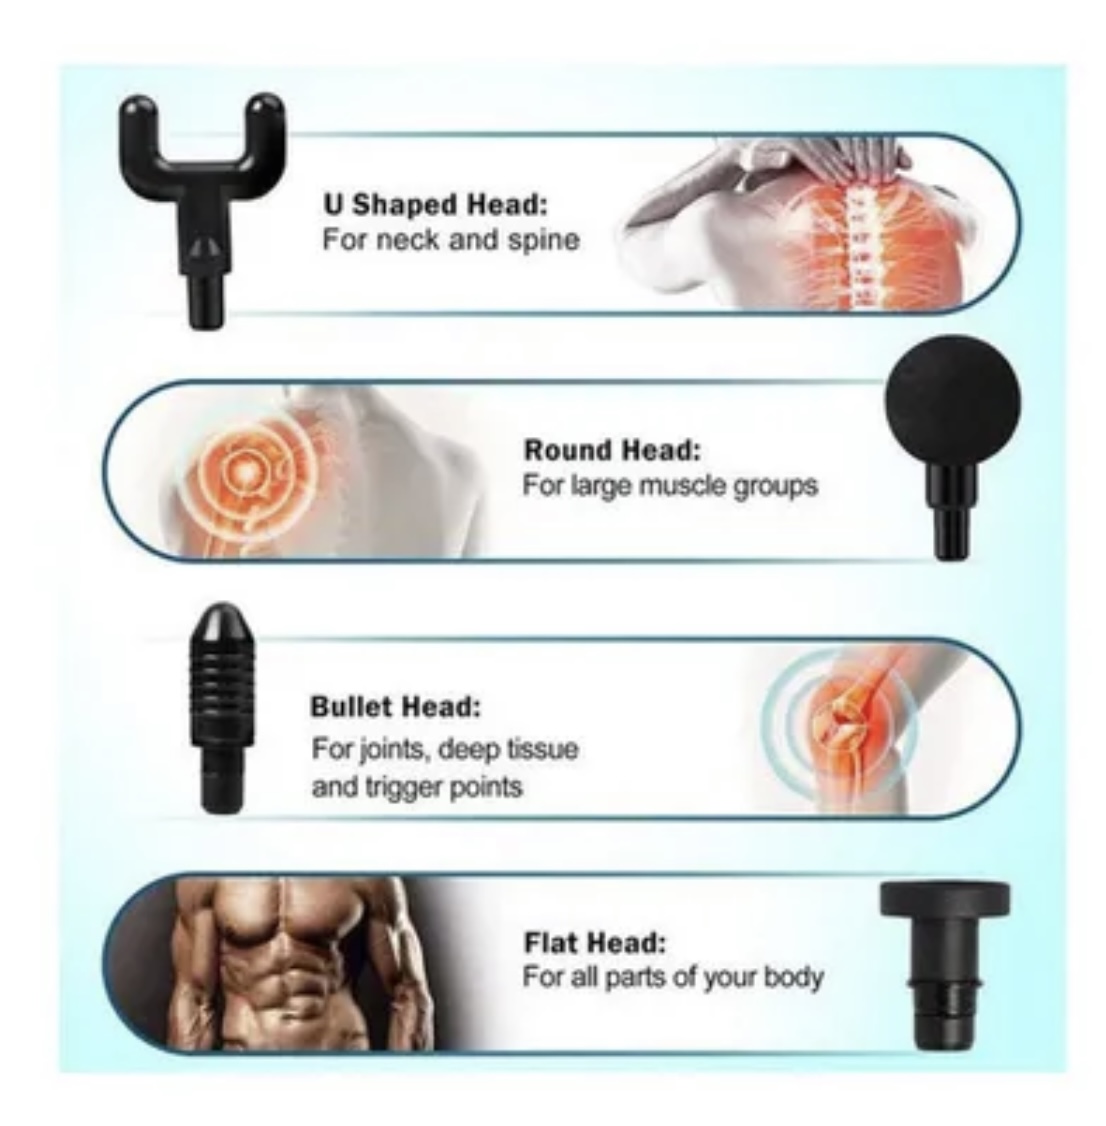 U Shaped Head:
For neck and spine
Round Head:
For large muscle groups
Bullet Head:
For joints, deep tissue
and trigger points
Flat Head:
For all parts of your body